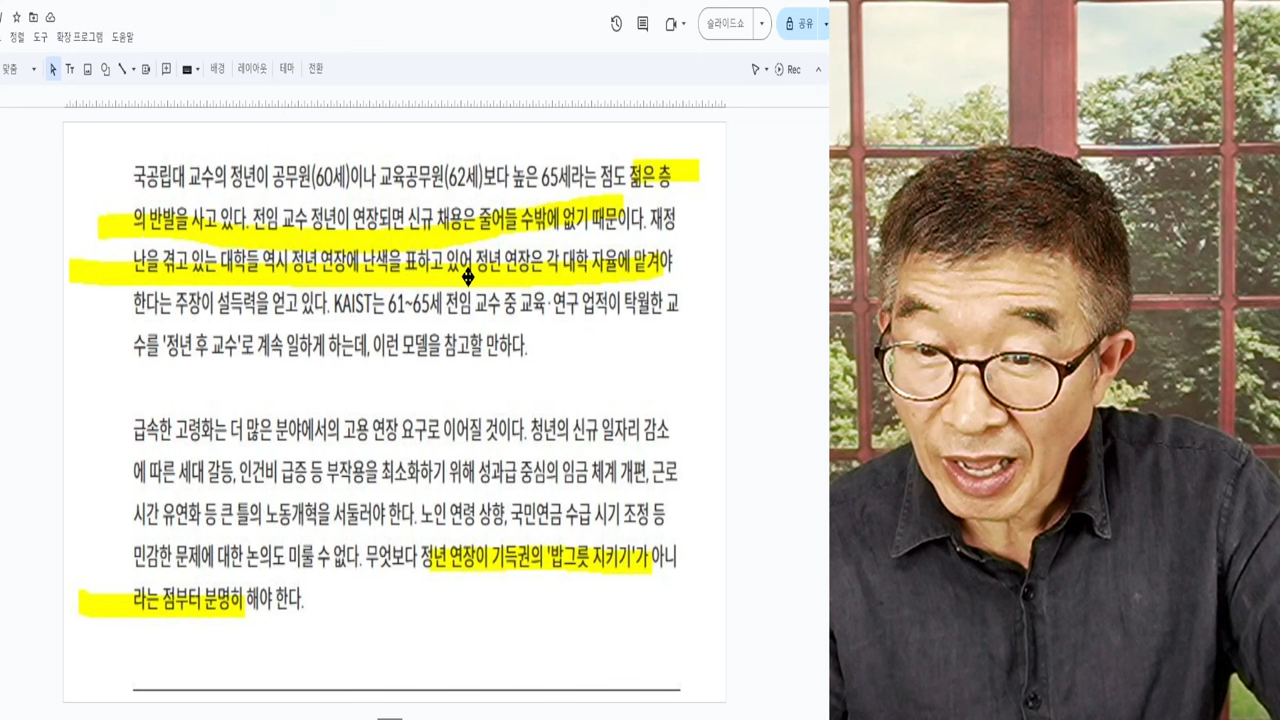 정렬 도구 확장 프로그램 도움말
슬라이드쇼
공유
맞춤
배경 레이아웃 테마 전환
Rec
국공립대 교수의 정년이 공무원(60세)이나 교육공무원(62세)보다 높은 65세라는 점도 젊은 층
의 반발을 사고 있다. 전임 교수 정년이 연장되면 신규 채용은 줄어들 수밖에 없기 때문이다. 재정
난을 겪고 있는 대학들 역시 정년 연장에 난색을 표하고 있어 정년 연장은 각 대학 자율에 맡겨야
한다는 주장이 설득력을 얻고 있다. KAIST는 61~65세 전임 교수 중 교육·연구 업적이 탁월한 교
수를 '정년 후 교수'로 계속 일하게 하는데, 이런 모델을 참고할 만하다.
급속한 고령화는 더 많은 분야에서의 고용 연장 요구로 이어질 것이다. 청년의 신규 일자리 감소
에 따른 세대 갈등, 인건비 급증 등 부작용을 최소화하기 위해 성과급 중심의 임금 체계 개편, 근로
시간 유연화 등 큰 틀의 노동개혁을 서둘러야 한다. 노인 연령 상향, 국민연금 수급 시기 조정 등
민감한 문제에 대한 논의도 미룰 수 없다. 무엇보다 정년 연장이 기득권의 '밥그릇 지키기'가 아니
라는 점부터 분명히 해야 한다.